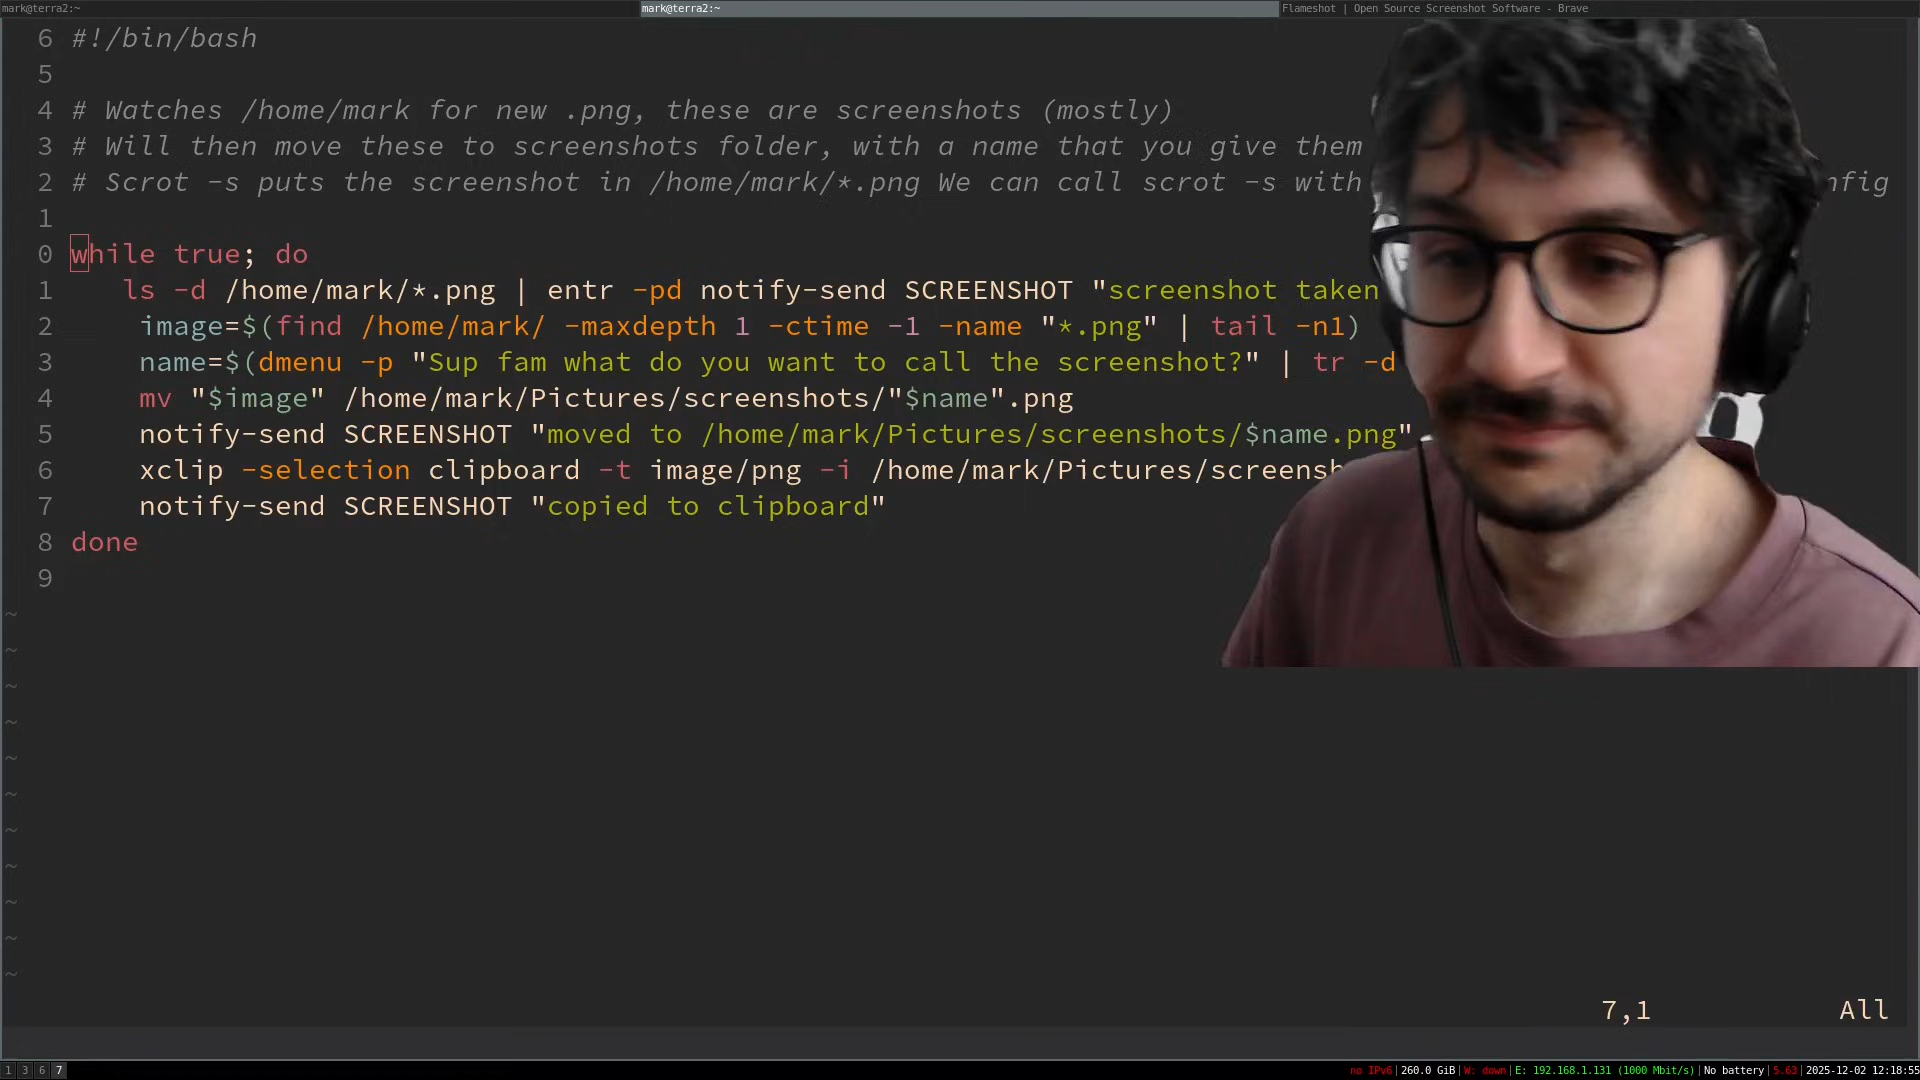 mark@terra2:~ mark@terra2:~ Flameshot | Open Source Screenshot Software - Brave
6 #!/bin/bash
5
4 # Watches /home/mark for new .png, these are screenshots (mostly)
3 # Will then move these to screenshots folder, with a name that you give them
2 # Scrot -s puts the screenshot in /home/mark/*.png We can call scrot -s with nfig
1
0 while true; do
1 ls -d /home/mark/*.png | entr -pd notify-send SCREENSHOT "screenshot taken
2 image=$(find /home/mark/ -maxdepth 1 -ctime -1 -name "*.png" | tail -n1)
3 name=$(dmenu -p "Sup fam what do you want to call the screenshot?" | tr -d
4 mv "$image" /home/mark/Pictures/screenshots/"$name".png
5 notify-send SCREENSHOT "moved to /home/mark/Pictures/screenshots/$name.png"
6 xclip -selection clipboard -t image/png -i /home/mark/Pictures/screensh
7 notify-send SCREENSHOT "copied to clipboard"
8 done
9
~
~
~
~
~
~
~
~
~
~
~
7,1 All
1 3 6 7 no IPv6|260.0 GiB|W: down|E: 192.168.1.131 (1000 Mbit/s)|No battery|5.63|2025-12-02 12:18:55